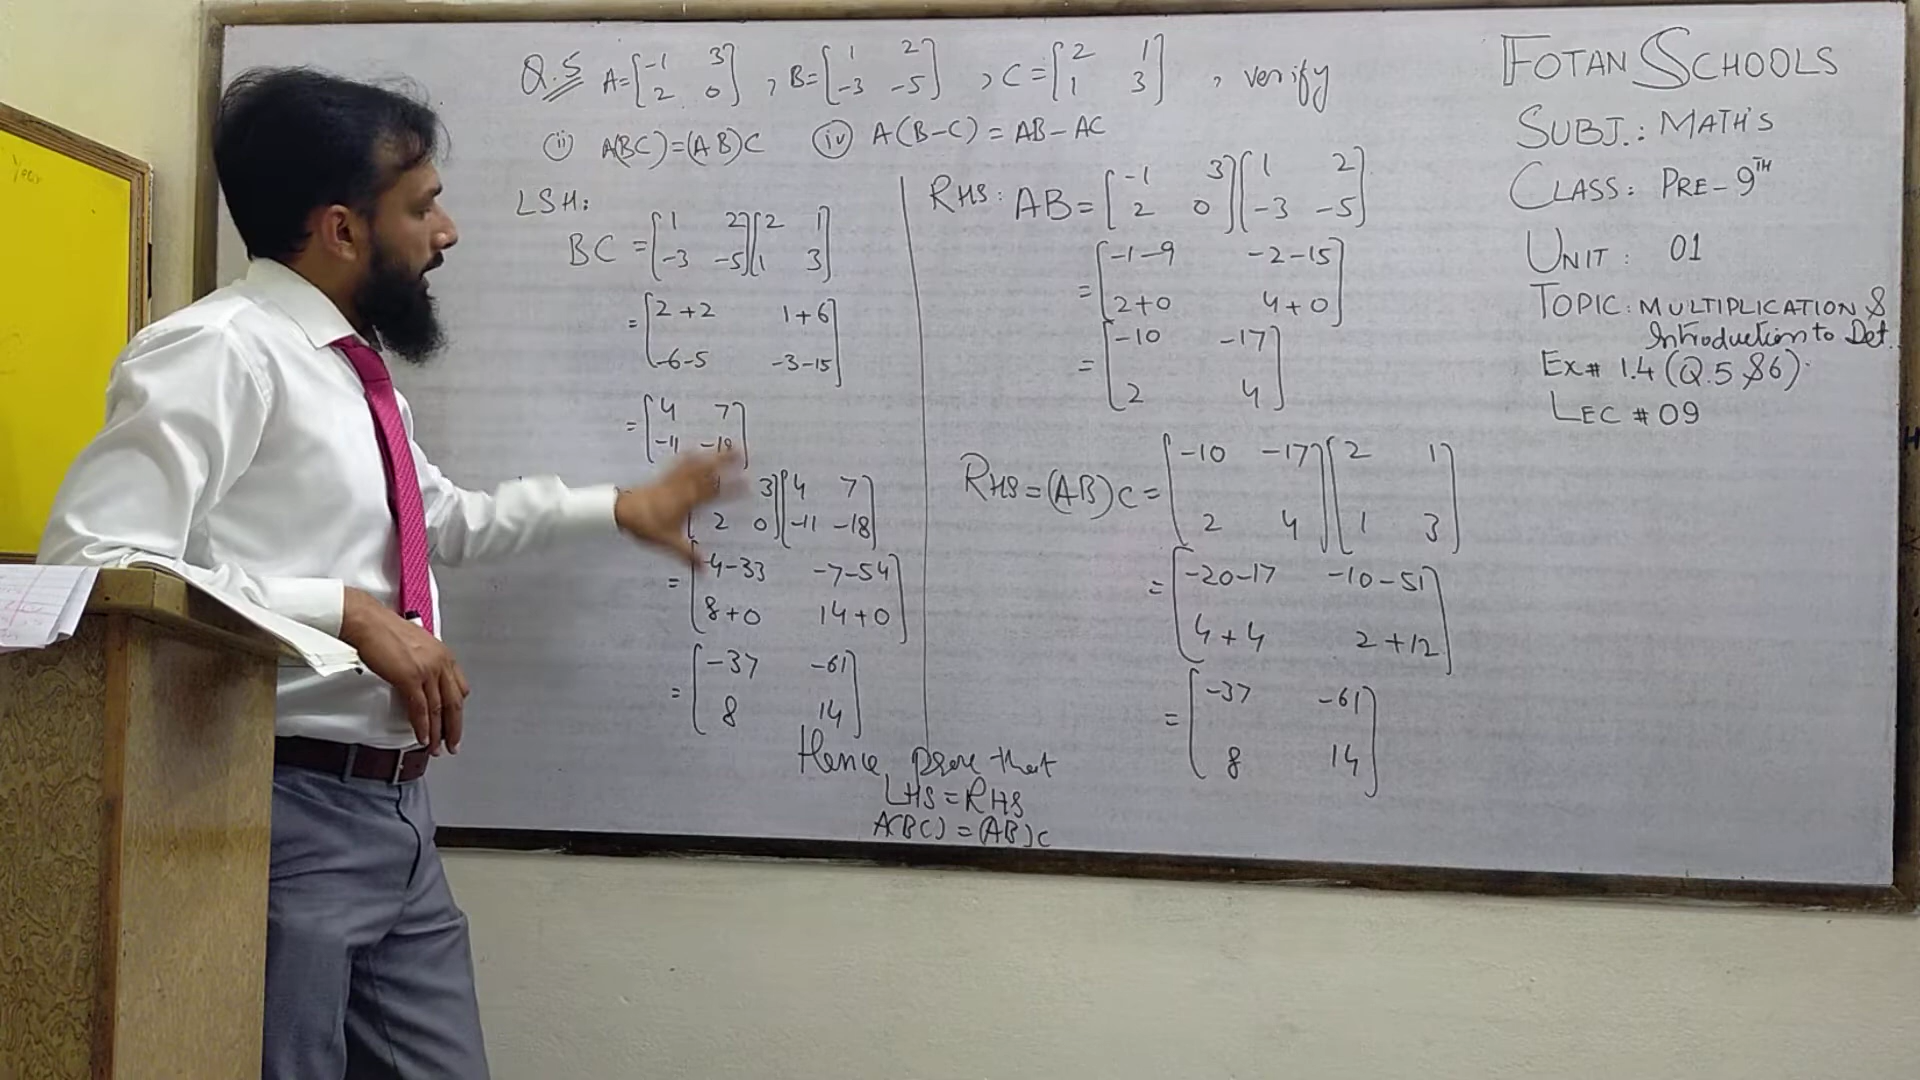 Q.5 A=[-1 3 2 0], B=[1 2 -3 -5], C=[2 1 1 3], verify
(ii) A(BC)=(AB)C (iv) A(B-C)=AB-AC
LSH:
BC = [1 2 -3 -5][2 1 1 3]
= [2+2 1+6 -6-5 -3-15]
= [4 7 -11 -18]
3][4 7
2 0][-11 -18]
= [-4-33 -7-54 8+0 14+0]
= [-37 -61 8 14]
RHS: AB = [-1 3 2 0][1 2 -3 -5]
= [-1-9 -2-15 2+0 4+0]
= [-10 -17 2 4]
RHS=(AB)C = [-10 -17 2 4][2 1 1 3]
= [-20-17 -10-51 4+4 2+12]
= [-37 -61 8 14]
Hence, prove that
LHS=RHS
A(BC)=(AB)C
FOTAN SCHOOLS
SUBJ.: MATH'S
CLASS: PRE-9TH
UNIT: 01
TOPIC: MULTIPLICATION &
Introduction to Det.
EX# 1.4 (Q.5 &6).
LEC # 09